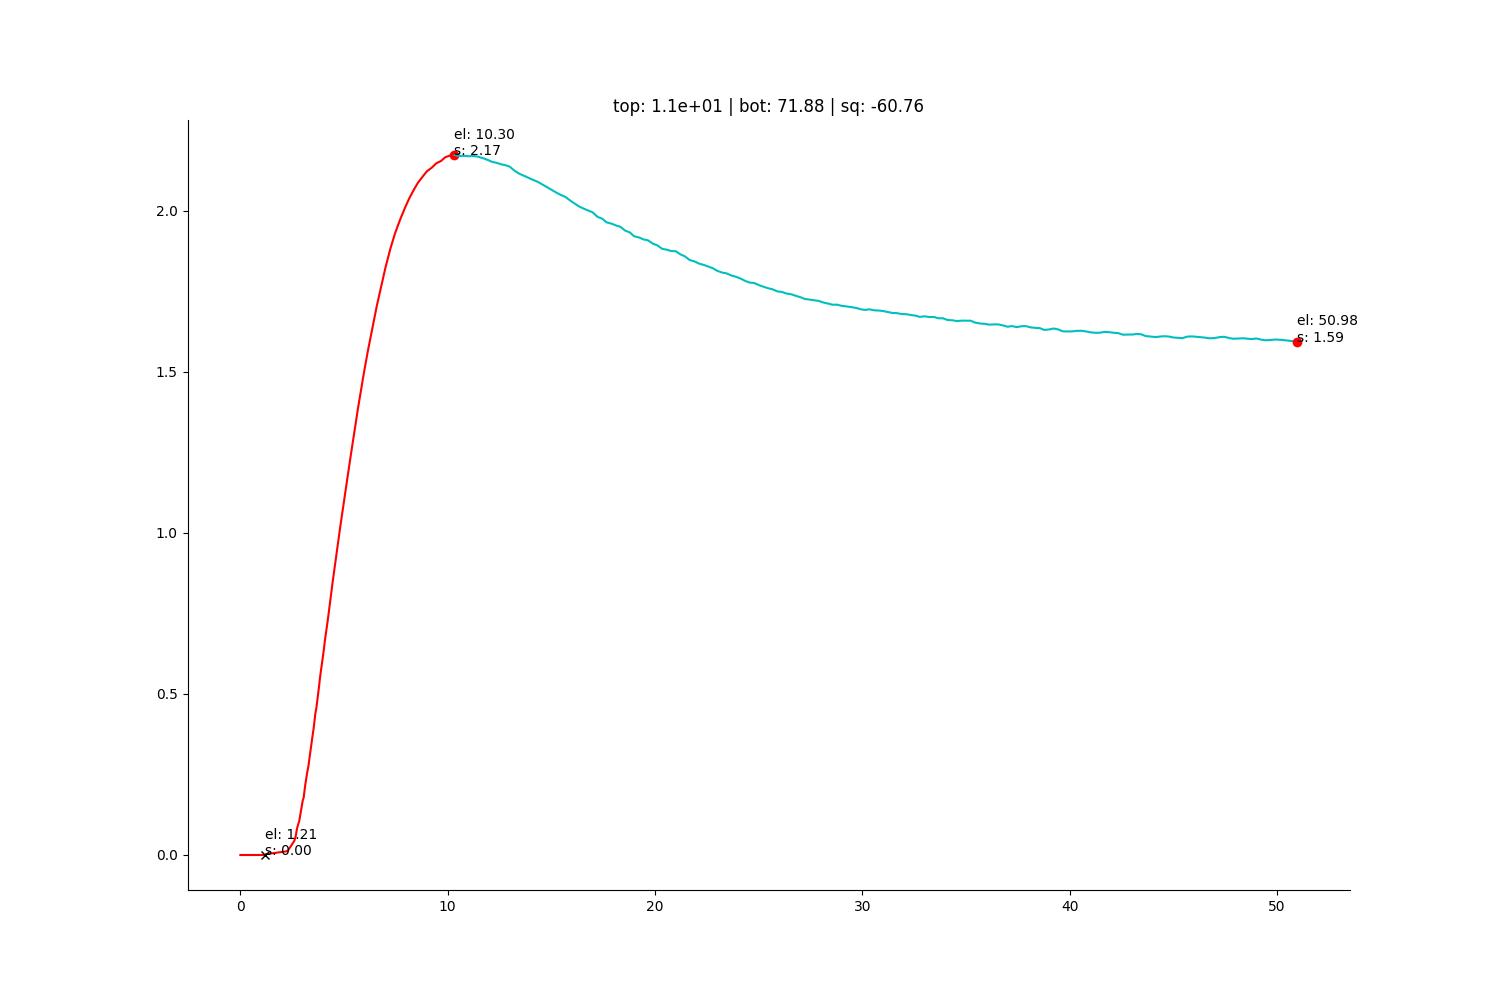 top: 1.1e+01 | bot: 71.88 | sq: -60.76
el: 10.30
s: 2.17
2.0
el: 50.98
s: 1.59
1.5
1.0
0.5
el: 1.21
s: 0.00
0.0
0 10 20 30 40 50